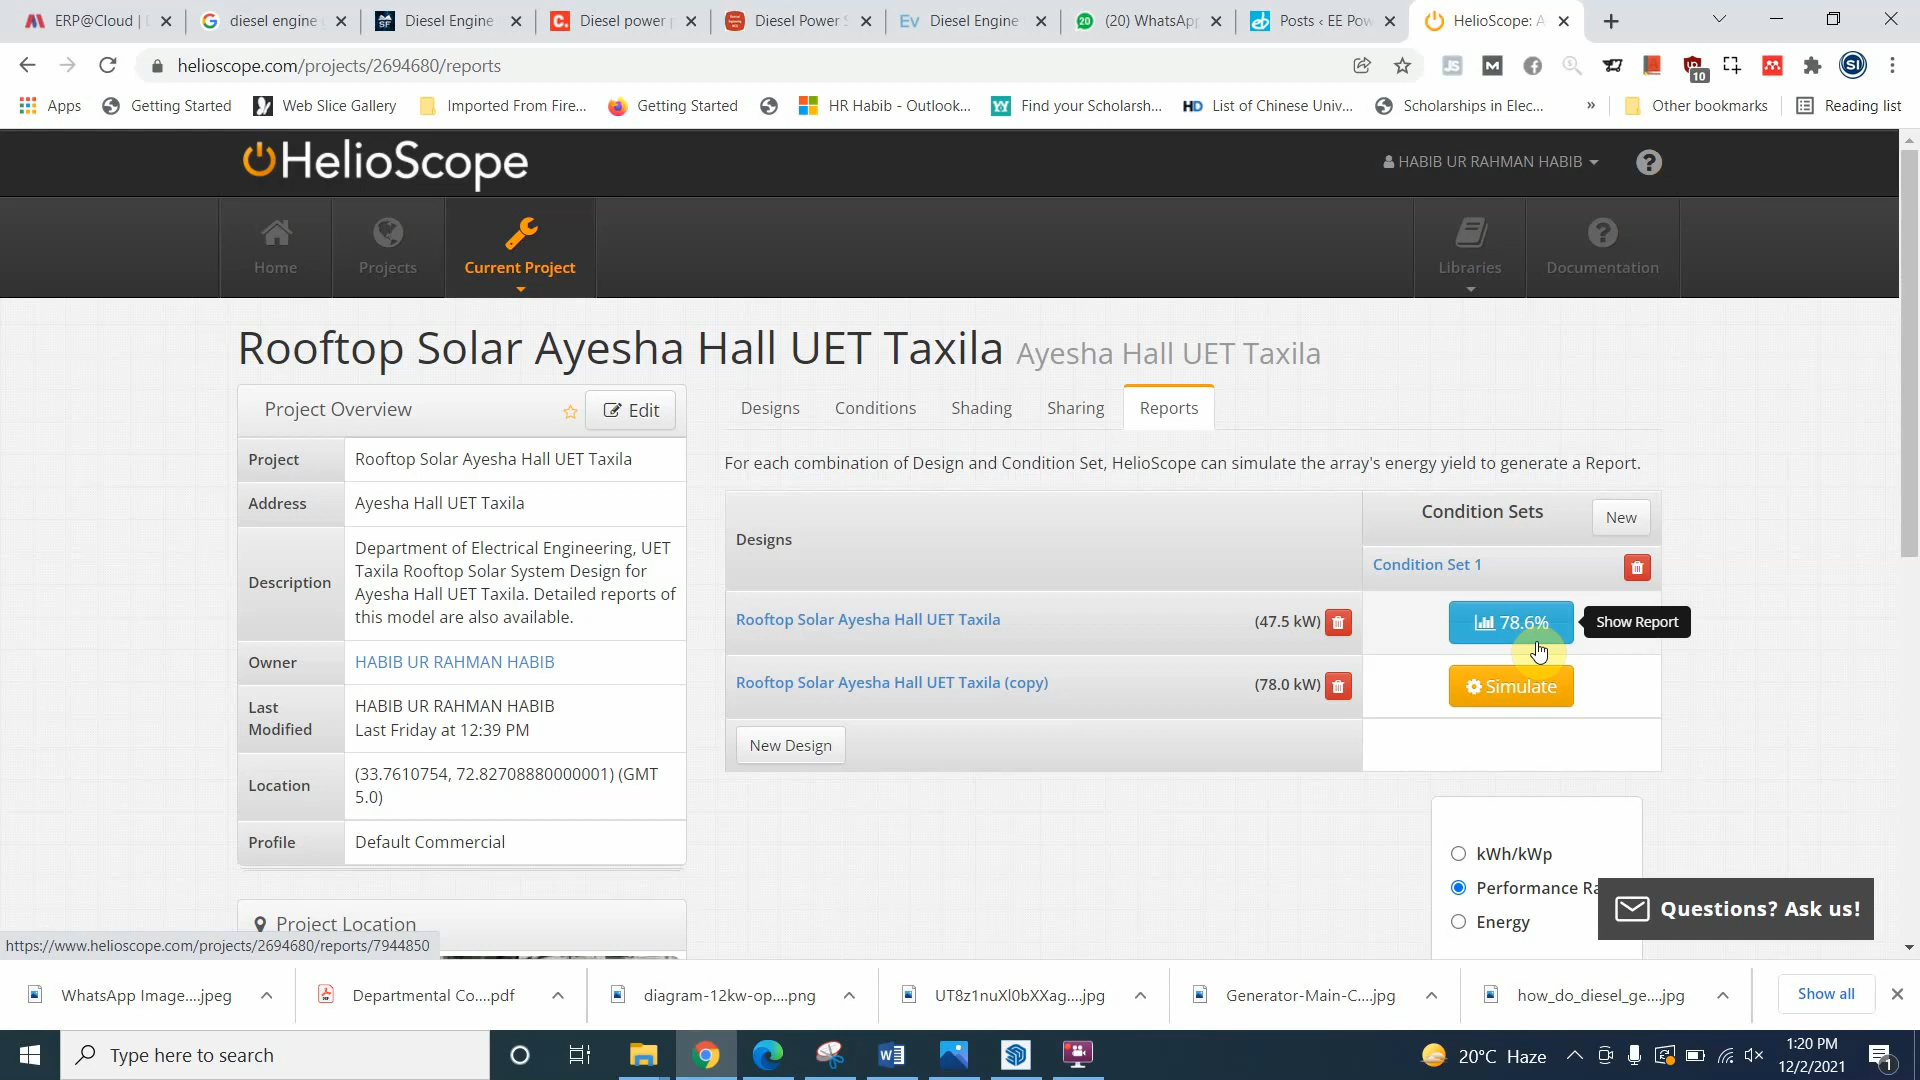 ERP@Cloud |
diesel engine
Diesel Engine
Diesel power
Diesel Power
Diesel Engine
(20) WhatsApp
Posts ‹ EE Pow
HelioScope: A
helioscope.com/projects/2694680/reports
Apps
Getting Started
Web Slice Gallery
Imported From Fire...
Getting Started
HR Habib - Outlook...
Find your Scholarsh...
List of Chinese Univ...
Scholarships in Elec...
»
Other bookmarks
Reading list
HelioScope
HABIB UR RAHMAN HABIB
Home
Projects
Current Project
Libraries
Documentation
Rooftop Solar Ayesha Hall UET Taxila Ayesha Hall UET Taxila
Project Overview
Edit
Project
Rooftop Solar Ayesha Hall UET Taxila
Address
Ayesha Hall UET Taxila
Description
Department of Electrical Engineering, UET
Taxila Rooftop Solar System Design for
Ayesha Hall UET Taxila. Detailed reports of
this model are also available.
Owner
HABIB UR RAHMAN HABIB
Last
Modified
HABIB UR RAHMAN HABIB
Last Friday at 12:39 PM
Location
(33.7610754, 72.82708880000001) (GMT
5.0)
Profile
Default Commercial
Project Location
Designs
Conditions
Shading
Sharing
Reports
For each combination of Design and Condition Set, HelioScope can simulate the array's energy yield to generate a Report.
Designs
Condition Sets
New
Condition Set 1
Rooftop Solar Ayesha Hall UET Taxila
(47.5 kW)
78.6%
Show Report
Rooftop Solar Ayesha Hall UET Taxila (copy)
(78.0 kW)
Simulate
New Design
kWh/kWp
Performance Ra
Energy
Questions? Ask us!
https://www.helioscope.com/projects/2694680/reports/7944850
WhatsApp Image....jpeg
Departmental Co....pdf
diagram-12kw-op....png
UT8z1nuXl0bXXag....jpg
Generator-Main-C....jpg
how_do_diesel_ge....jpg
Show all
Type here to search
20°C Haze
1:20 PM
12/2/2021
1